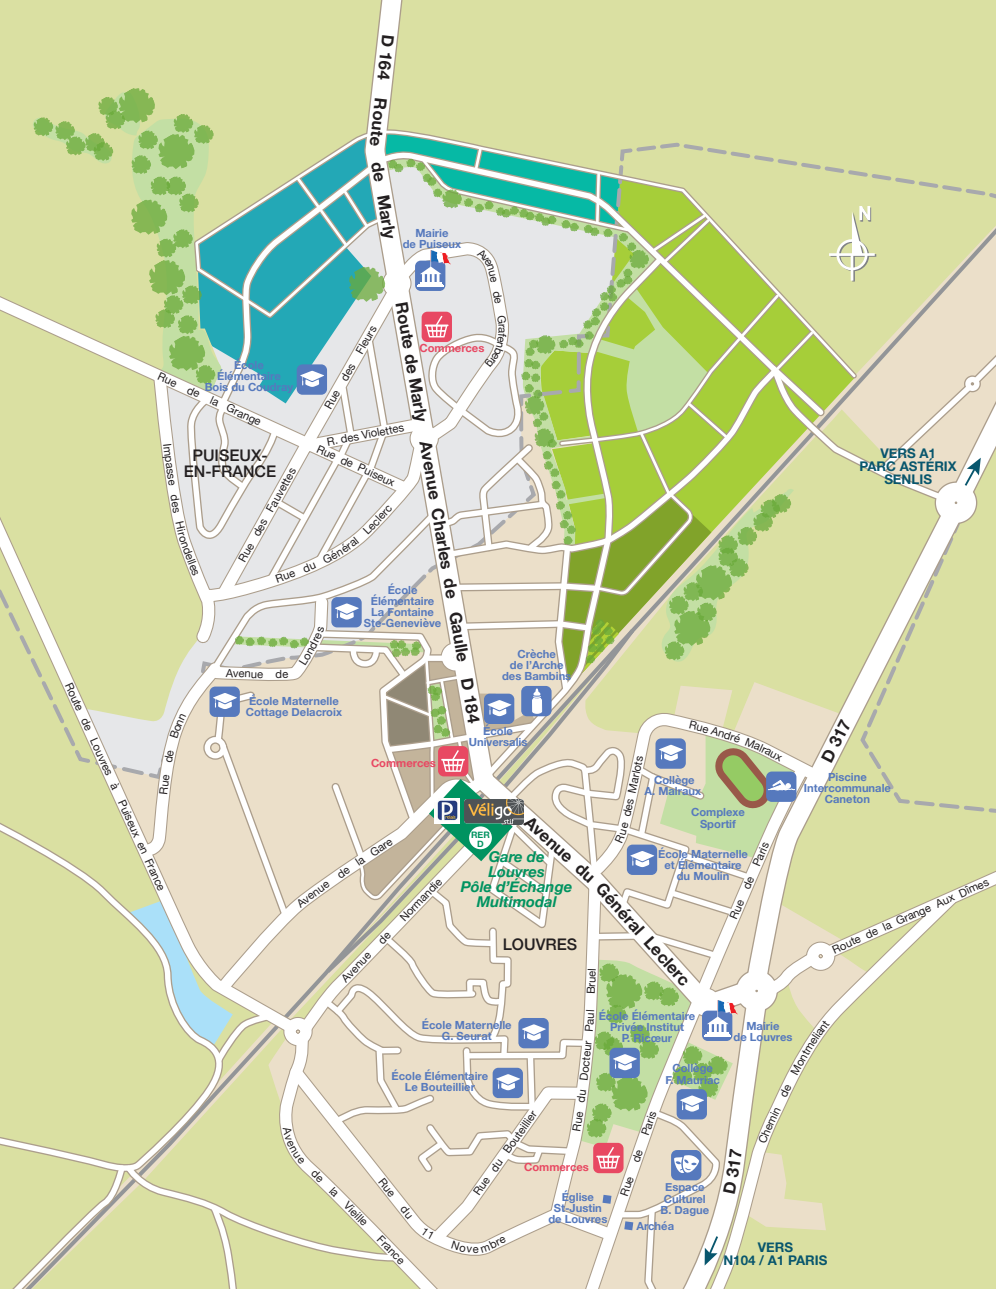 D 164 Route de Marly
N
Mairie
de Puiseux
Avenue de Grafenberg
Route de Marly
Commerces
École
Élémentaire
Bois du Coudray
Rue des Fleurs
Rue de la Grange
R. des Violettes
PUISEUX-
EN-FRANCE
Rue de Puiseux
Impasse des Hirondelles
Rue des Fauvettes
Rue du Général Leclerc
Avenue Charles de Gaulle D 184
VERS A1
PARC ASTÉRIX
SENLIS
École
Élémentaire
La Fontaine
Ste-Geneviève
Avenue de Londres
Crèche
de l'Arche
des Bambins
École Maternelle
Cottage Delacroix
École
Universalis
Route de Louvres à Puiseux en France
Rue de Bonn
Commerces
Rue André Malraux
D 317
Rue des Marlots
Collège
A. Malraux
Piscine
Intercommunale
Caneton
Complexe
Sportif
P
Véligo
RER
D
Gare de
Louvres
Pôle d'Échange
Multimodal
Avenue du Général Leclerc
École Maternelle
et Élémentaire
du Moulin
Avenue de la Gare
Rue de Paris
Avenue de Normandie
Route de la Grange Aux Dîmes
LOUVRES
Rue du Docteur Paul Bruel
École Élémentaire
Privée Institut
P. Ricœur
Mairie
de Louvres
École Maternelle
G. Seurat
École Élémentaire
Le Bouteillier
Collège
F. Mauriac
Chemin de Montmeliant
Rue du Bouteillier
Avenue de la Vieille France
Rue du 11 Novembre
Commerces
Rue de Paris
D 317
Espace
Culturel
B. Dague
Église
St-Justin
de Louvres
Archéa
VERS
N104 / A1 PARIS